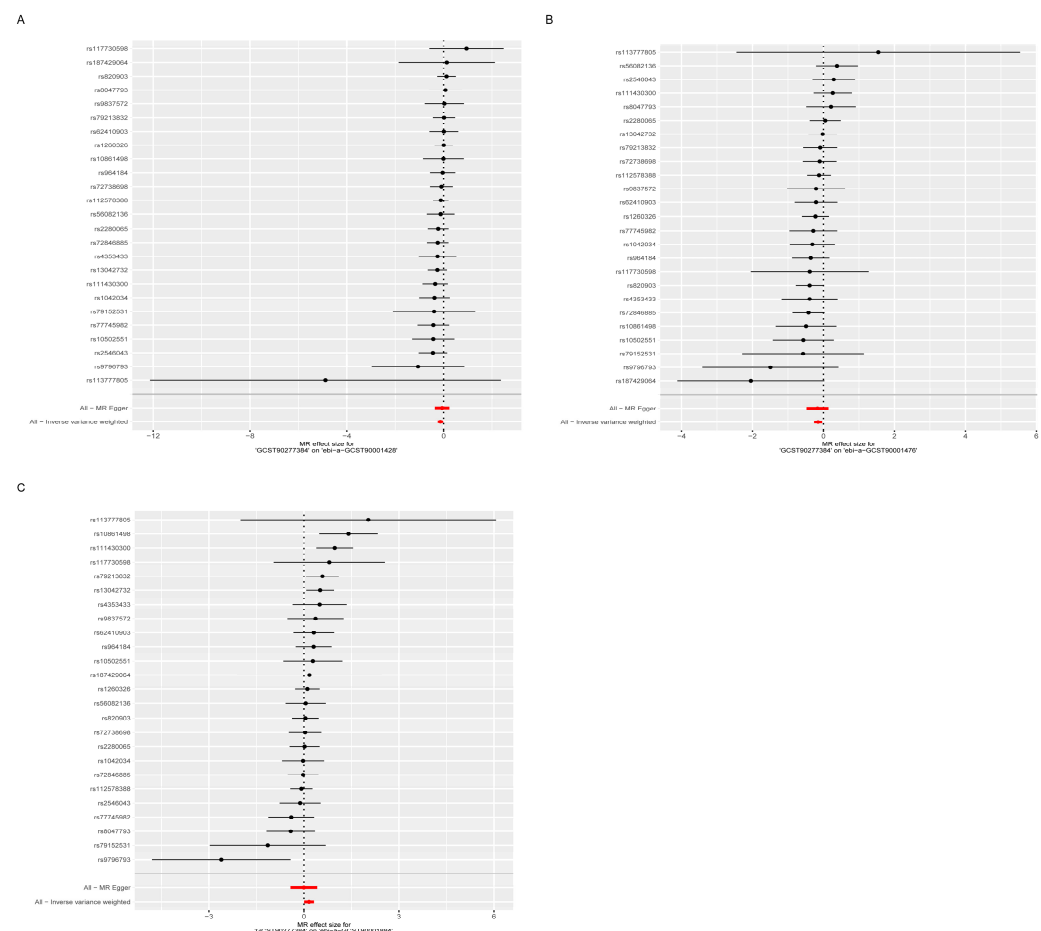 A
rs117730598
rs187429064
rs820903
rs8047793
rs9837572
rs79213832
rs62410903
rs1260326
rs10861498
rs964184
rs72738698
rs112578388
rs56082136
rs2280065
rs72846885
rs4353433
rs13042732
rs111430300
rs1042034
rs79152531
rs77745982
rs10502551
rs2546043
rs9796793
rs113777805
All − MR Egger
All − Inverse variance weighted
−12
−8
−4
0
MR effect size for
'GCST90277384' on 'ebi−a−GCST90001428'
B
rs113777805
rs56082136
rs2546043
rs111430300
rs8047793
rs2280065
rs13042732
rs79213832
rs72738698
rs112578388
rs9837572
rs62410903
rs1260326
rs77745982
rs1042034
rs964184
rs117730598
rs820903
rs4353433
rs72846885
rs10861498
rs10502551
rs79152531
rs9796793
rs187429064
All − MR Egger
All − Inverse variance weighted
−4
−2
0
2
4
6
MR effect size for
'GCST90277384' on 'ebi−a−GCST90001476'
C
rs113777805
rs10861498
rs111430300
rs117730598
rs79213832
rs13042732
rs4353433
rs9837572
rs62410903
rs964184
rs10502551
rs187429064
rs1260326
rs56082136
rs820903
rs72738698
rs2280065
rs1042034
rs72846885
rs112578388
rs2546043
rs77745982
rs8047793
rs79152531
rs9796793
All − MR Egger
All − Inverse variance weighted
−3
0
3
6
MR effect size for